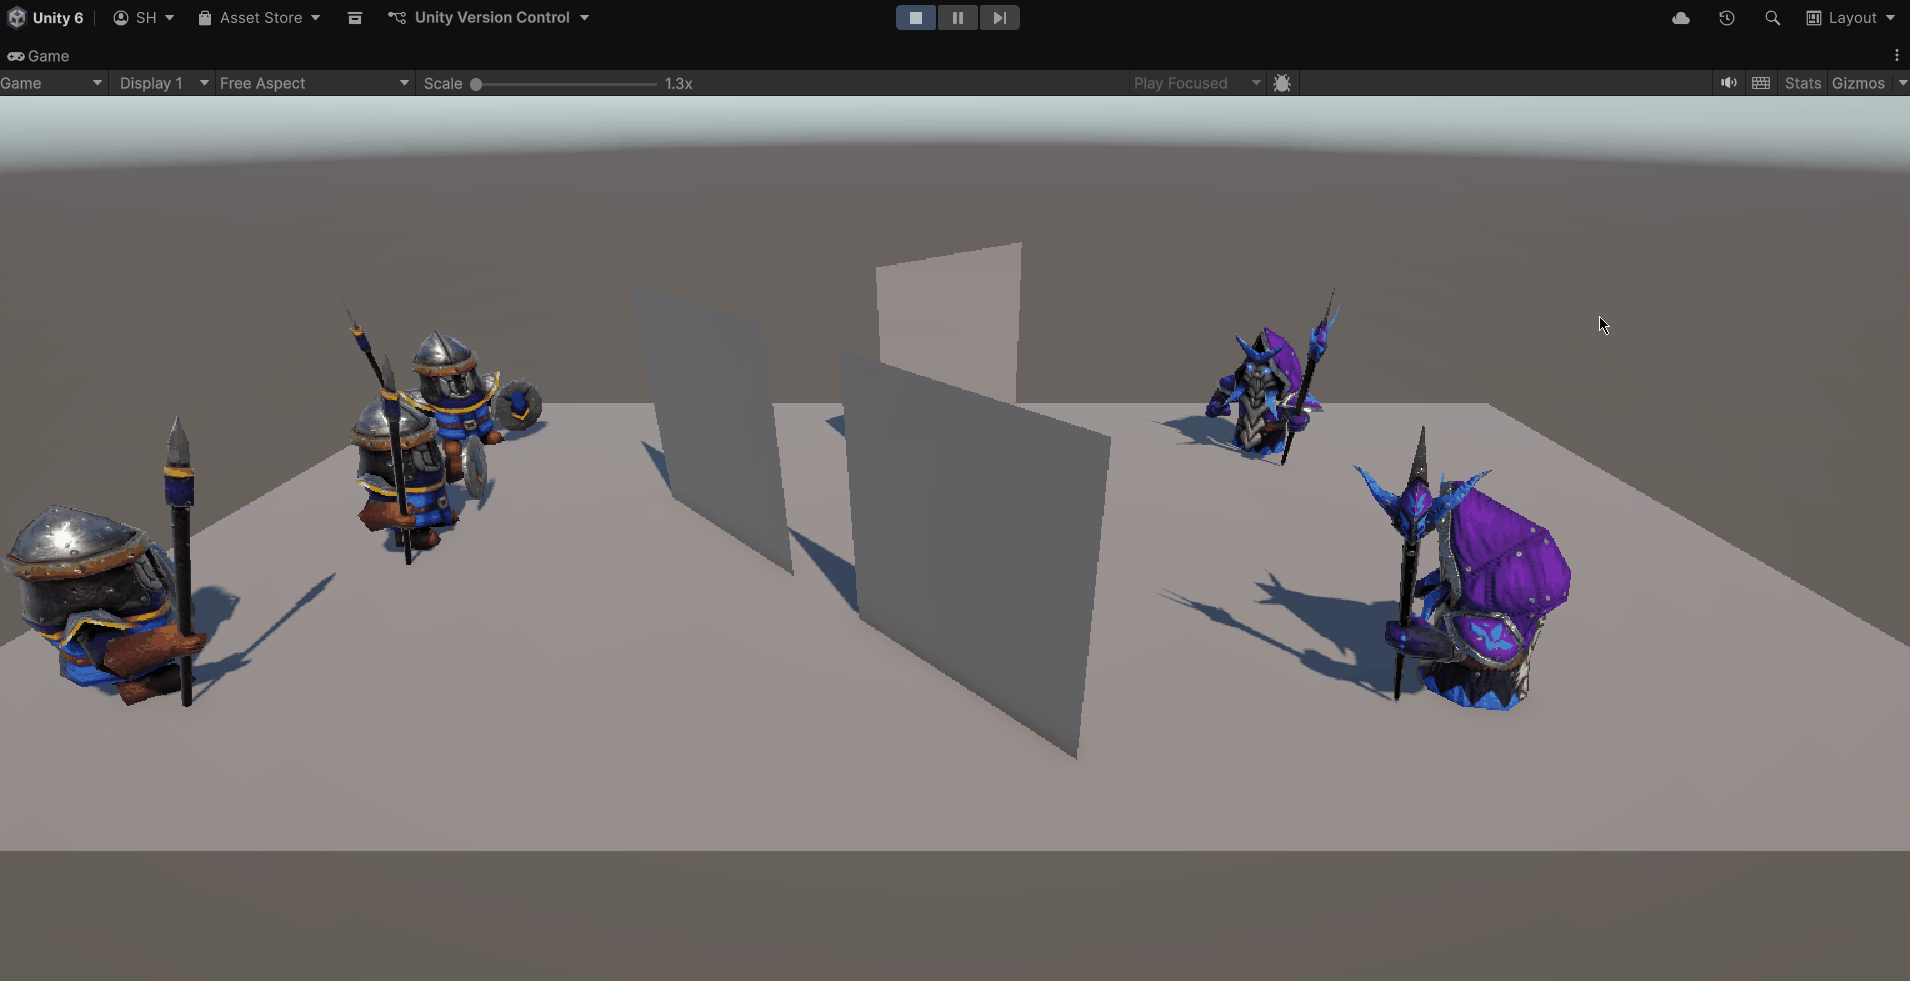 Unity 6 SH Asset Store Unity Version Control Layout
Game
Game Display 1 Free Aspect Scale 1.3x Play Focused Stats Gizmos